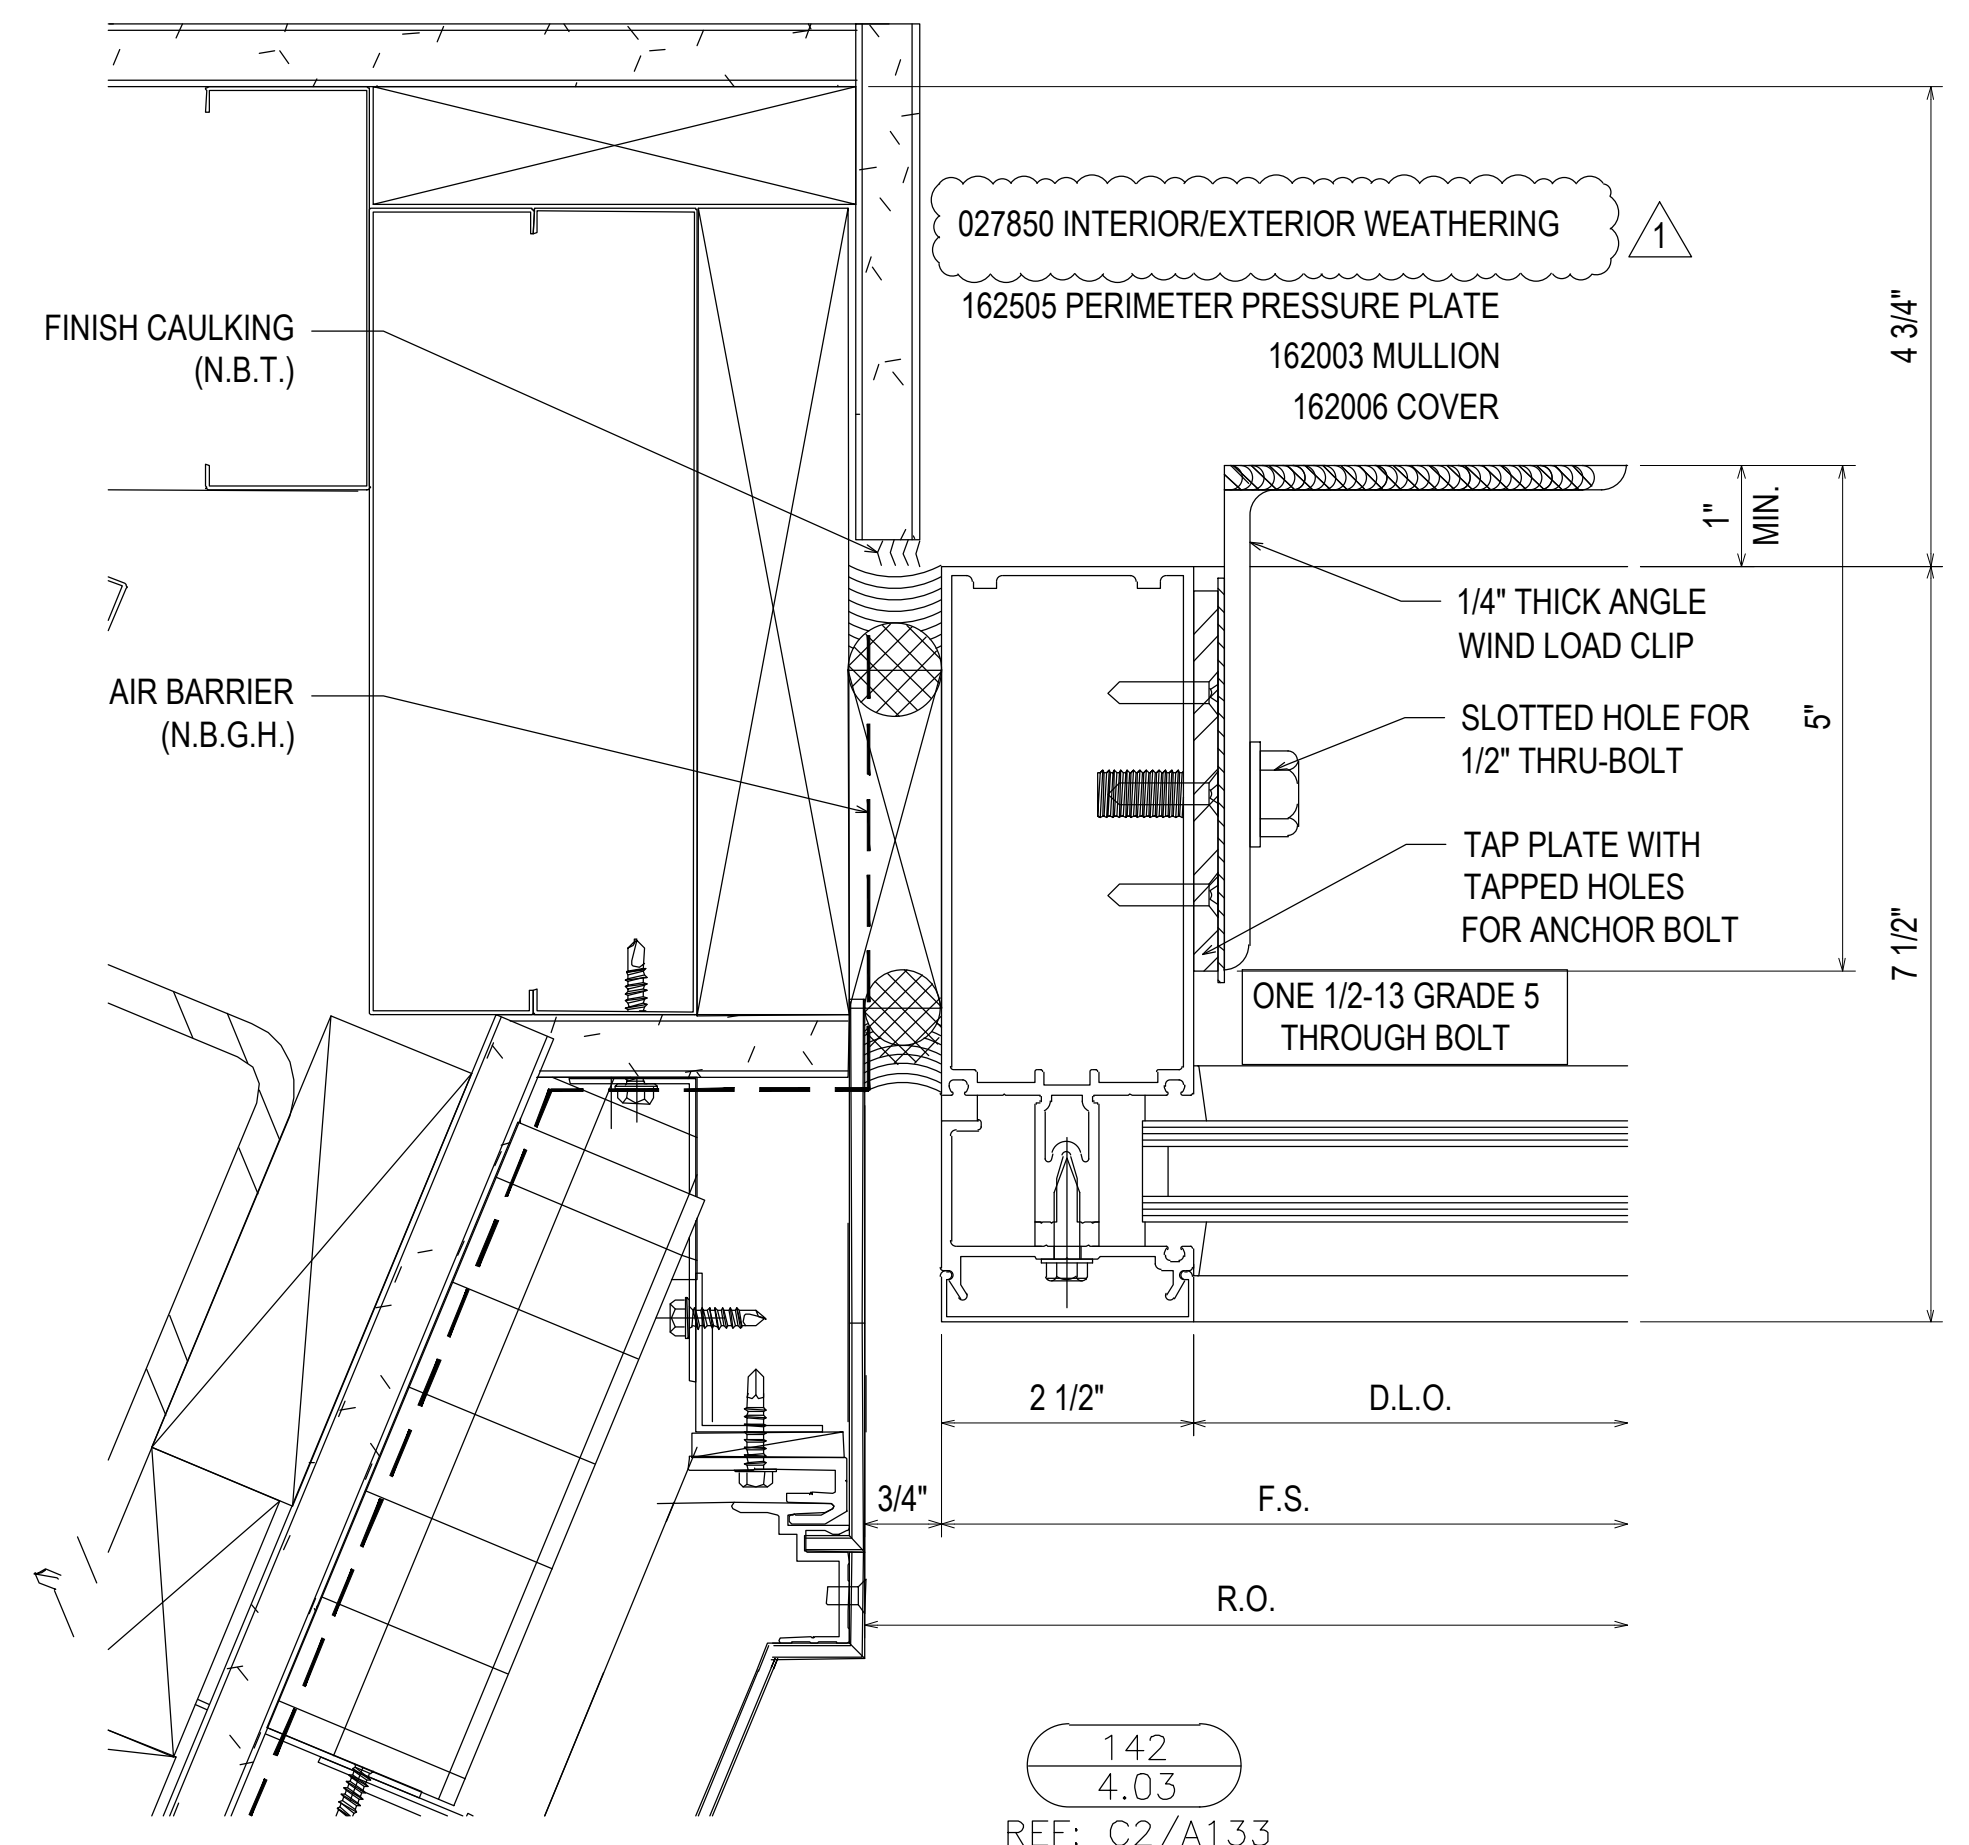 027850 INTERIOR/EXTERIOR WEATHERING
1
162505 PERIMETER PRESSURE PLATE
162003 MULLION
162006 COVER
FINISH CAULKING
(N.B.T.)
4 3/4"
1"
MIN.
5"
7 1/2"
1/4" THICK ANGLE
WIND LOAD CLIP
AIR BARRIER
(N.B.G.H.)
SLOTTED HOLE FOR
1/2" THRU-BOLT
TAP PLATE WITH
TAPPED HOLES
FOR ANCHOR BOLT
ONE 1/2-13 GRADE 5
THROUGH BOLT
2 1/2"
D.L.O.
3/4"
F.S.
R.O.
142
4.03
REF: C2/A133